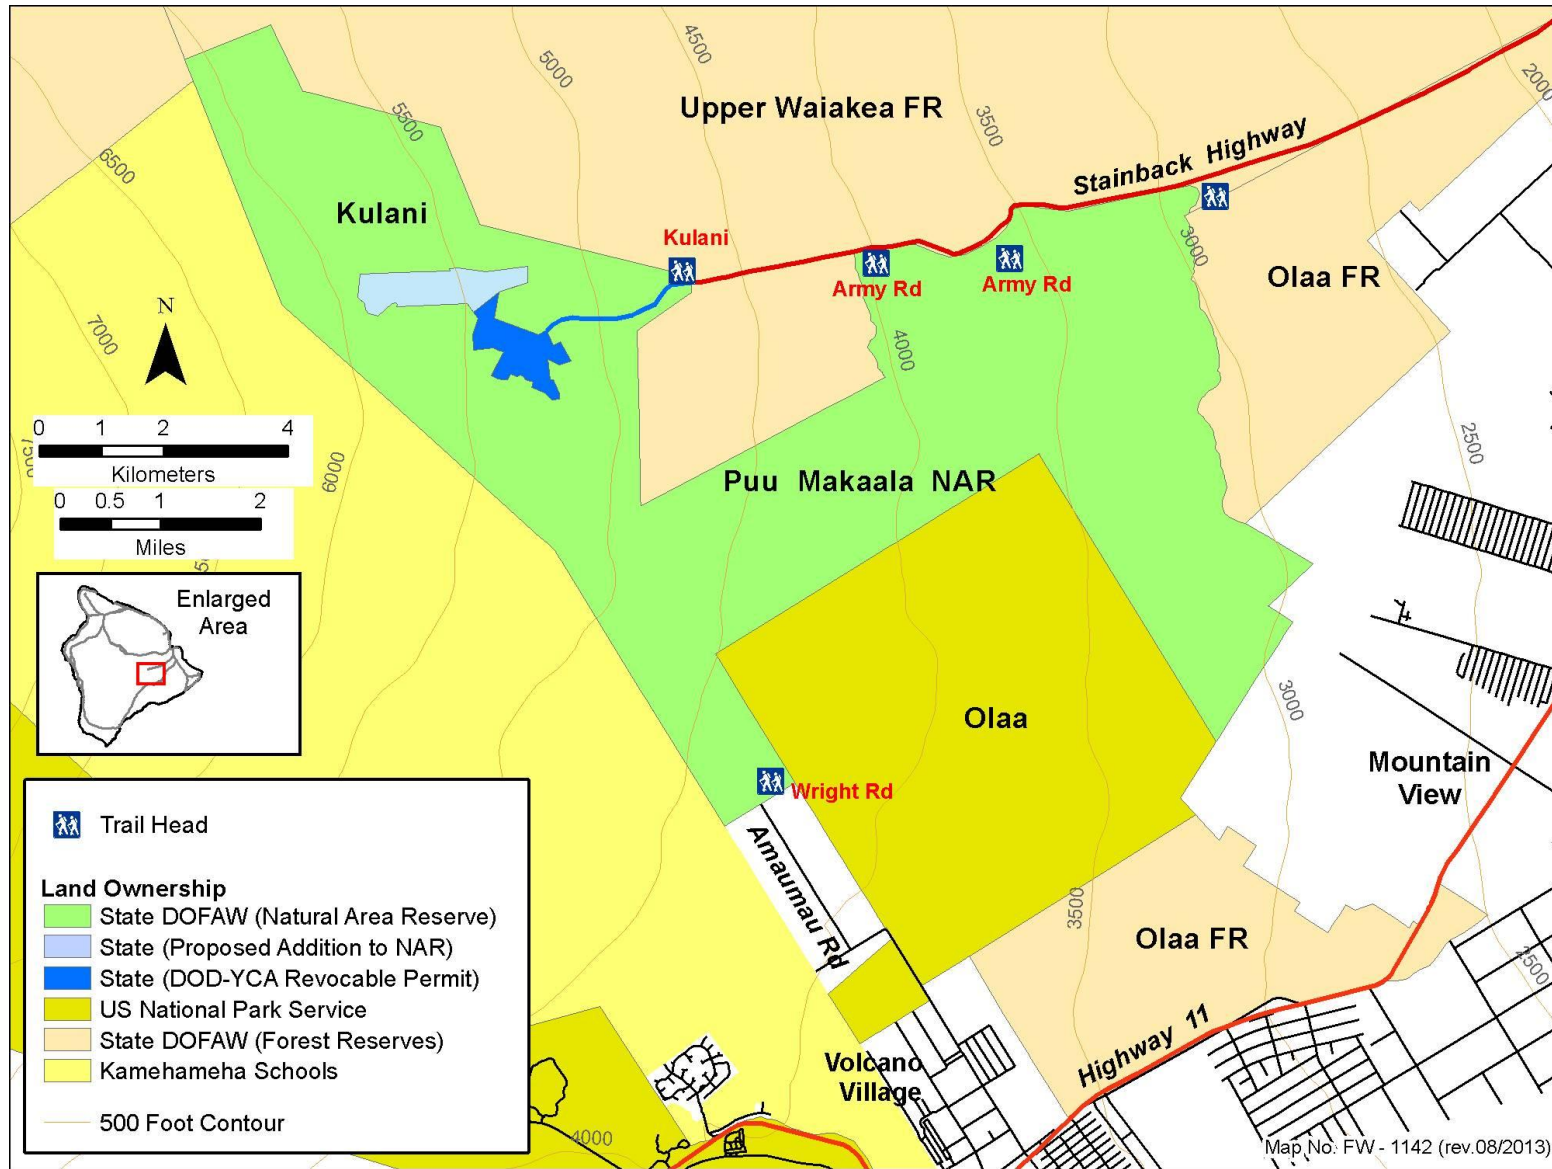 4500
5000
2000
5500
3500
Upper Waiakea FR
Stainback Highway
6500
Kulani
Kulani
3000
Olaa FR
Army Rd
Army Rd
N
7000
4000
0 1 2 4
Kilometers
2500
6000
Puu Makaala NAR
0 0.5 1 2
Miles
Enlarged
Area
3000
Olaa
Mountain
View
Wright Rd
Amaumau Rd
Trail Head
Land Ownership
State DOFAW (Natural Area Reserve)
State (Proposed Addition to NAR)
State (DOD-YCA Revocable Permit)
US National Park Service
State DOFAW (Forest Reserves)
Kamehameha Schools
500 Foot Contour
3500
Olaa FR
2500
Highway 11
Volcano
Village
4000
Map No. FW - 1142 (rev.08/2013)